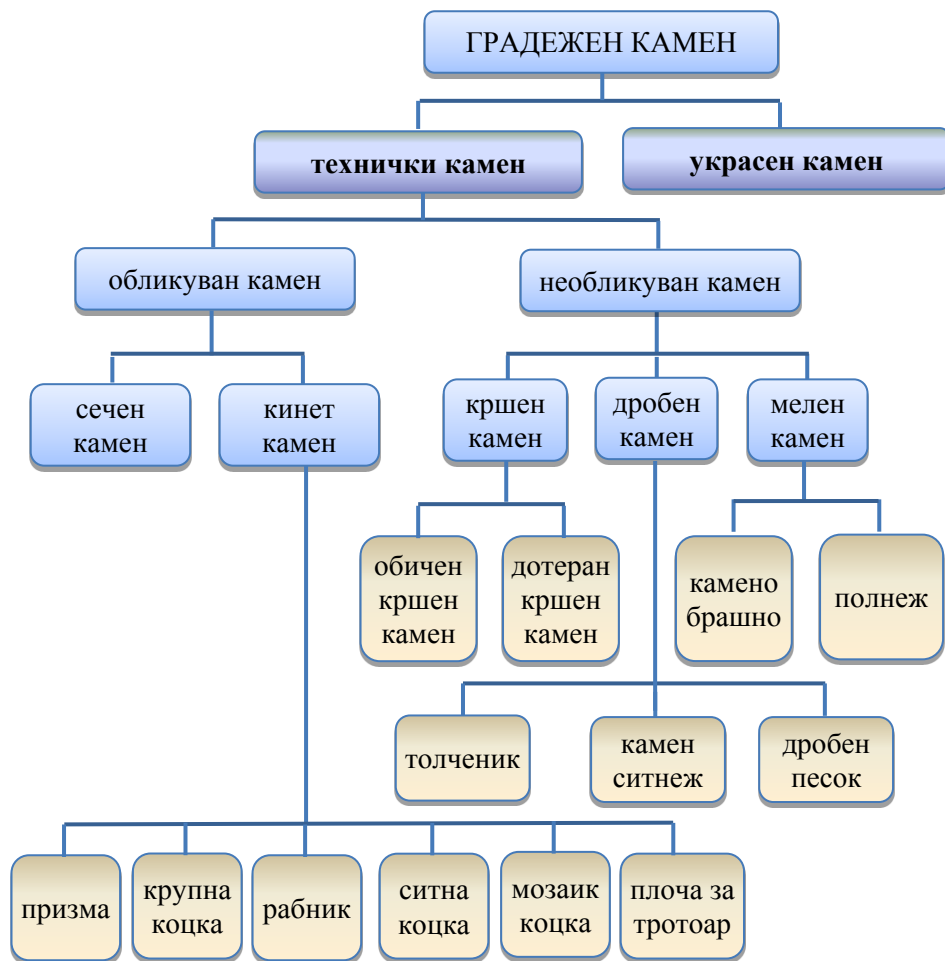 ГРАДЕЖЕН КАМЕН
технички камен
украсен камен
обликуван камен
необликуван камен
сечен
камен
кинет
камен
кршен
камен
дробен
камен
мелен
камен
обичен
кршен
камен
дотеран
кршен
камен
камено
брашно
полнеж
толченик
камен
ситнеж
дробен
песок
призма
крупна
коцка
рабник
ситна
коцка
мозаик
коцка
плоча за
тротоар